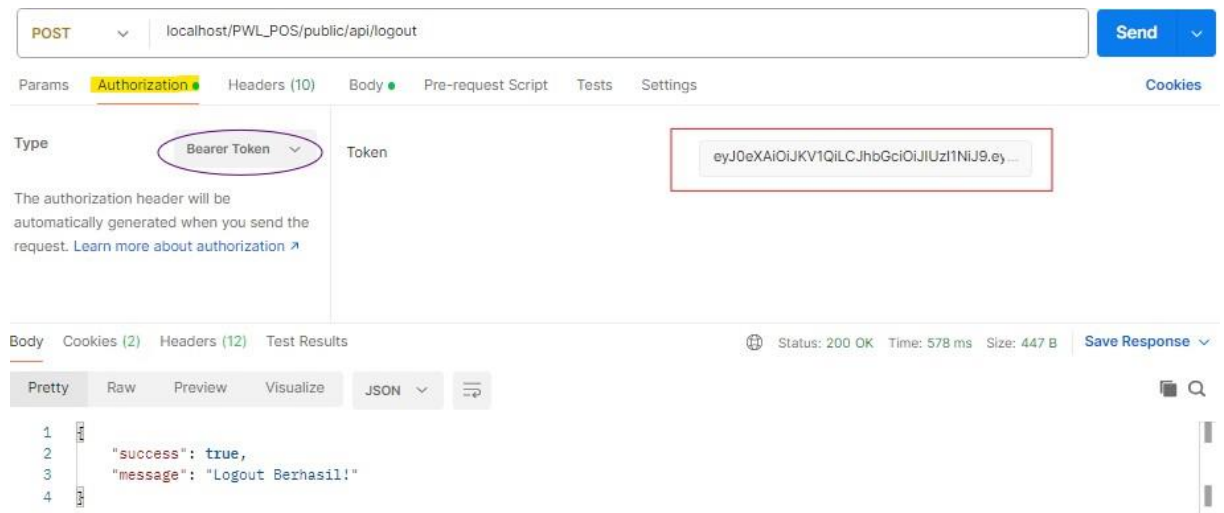 POST localhost/PWL_POS/public/api/logout Send
Params Authorization Headers (10) Body Pre-request Script Tests Settings Cookies
Type Bearer Token Token eyJ0eXAiOiJKV1QiLCJhbGciOiJIUzI1NiJ9.ey...
The authorization header will be
automatically generated when you send the
request. Learn more about authorization ↗
Body Cookies (2) Headers (12) Test Results Status: 200 OK Time: 578 ms Size: 447 B Save Response
Pretty Raw Preview Visualize JSON
1 {
2 "success": true,
3 "message": "Logout Berhasil!"
4 }